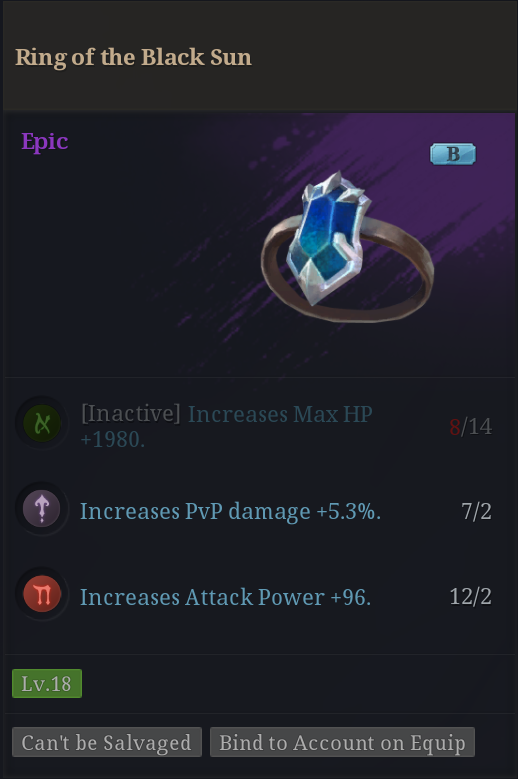 Ring of the Black Sun
Epic
B
[Inactive] Increases Max HP 8/14
+1980.
Increases PvP damage +5.3%. 7/2
Increases Attack Power +96. 12/2
Lv.18
Can't be Salvaged Bind to Account on Equip